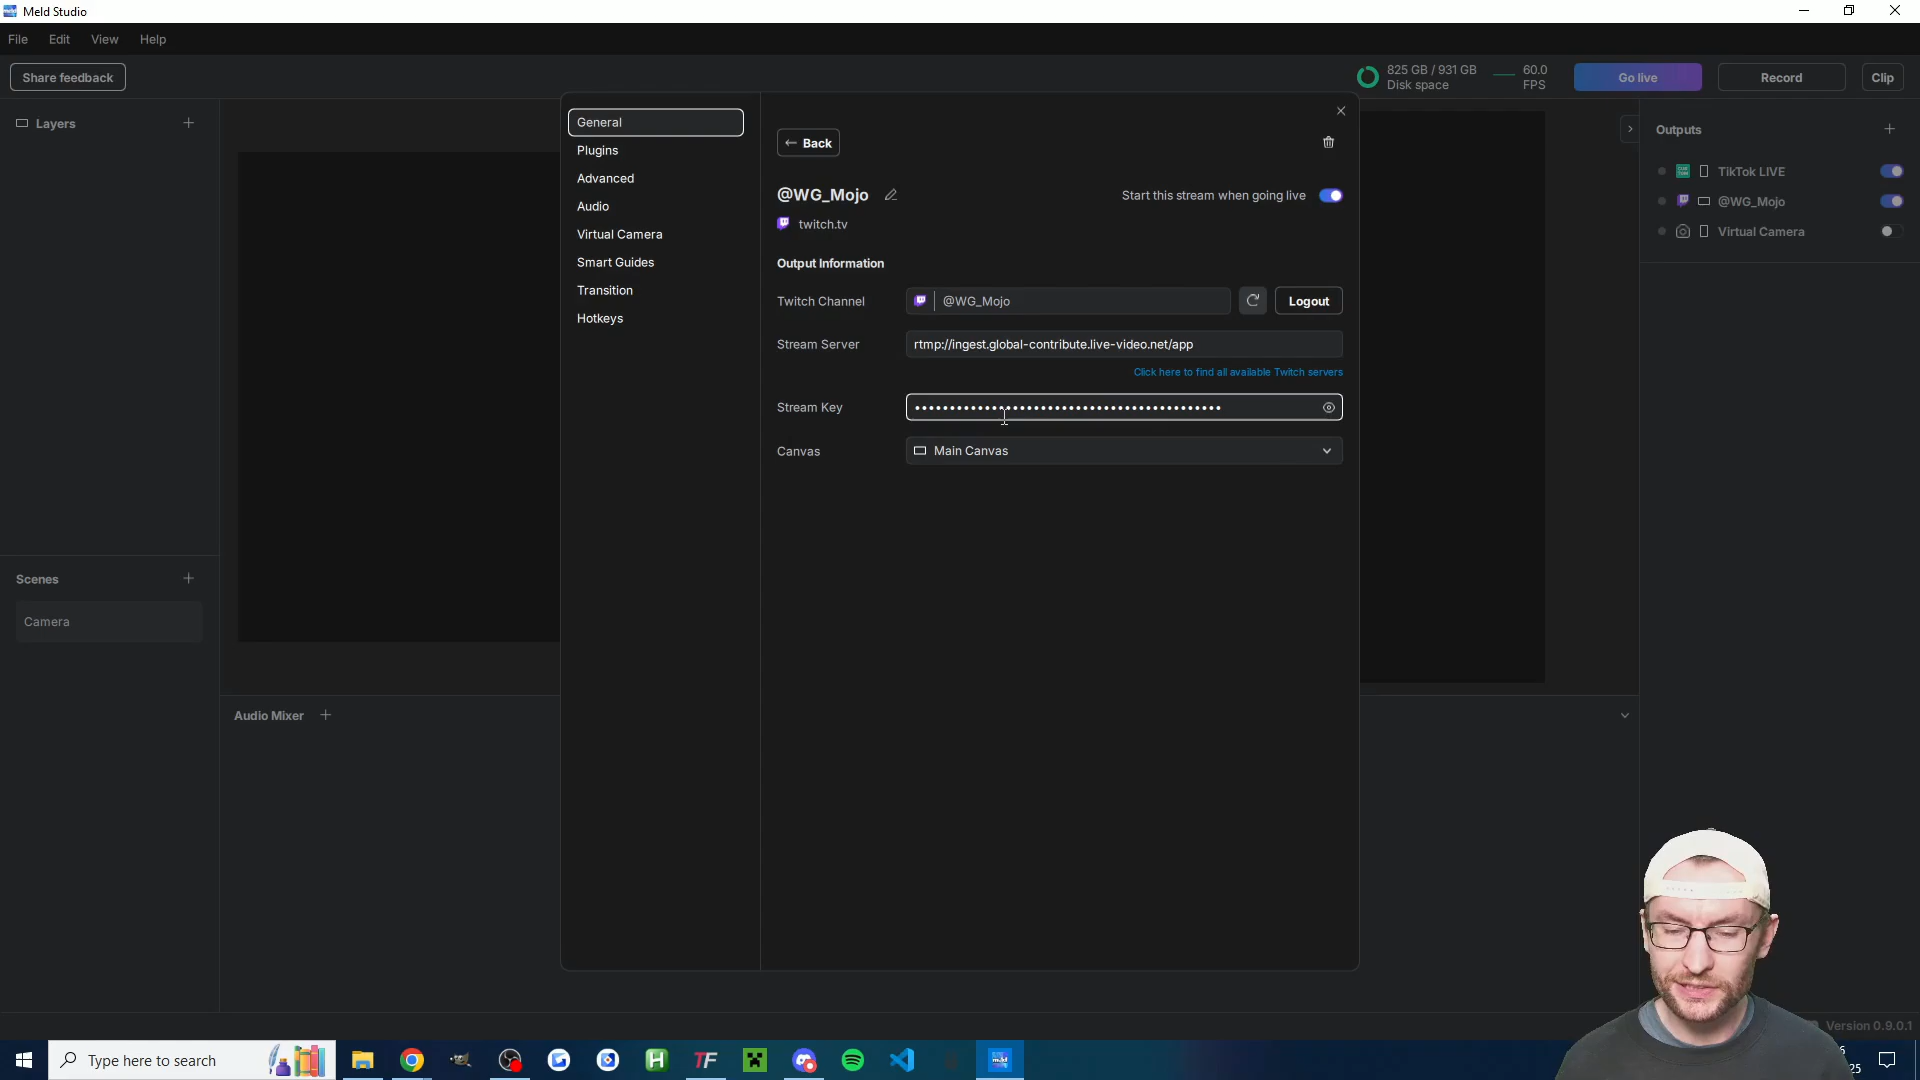 Meld Studio
File Edit View Help
Share feedback
825 GB / 931 GB
Disk space
60.0
FPS
Go live
Record
Clip
Layers
General
Plugins
Advanced
Audio
Virtual Camera
Smart Guides
Transition
Hotkeys
Back
@WG_Mojo
Start this stream when going live
twitch.tv
Output Information
Twitch Channel
@WG_Mojo
Logout
Stream Server
rtmp://ingest.global-contribute.live-video.net/app
Click here to find all available Twitch servers
Stream Key
Canvas
Main Canvas
Outputs
TikTok LIVE
@WG_Mojo
Virtual Camera
Scenes
Camera
Audio Mixer
Version 0.9.0.1
Type here to search